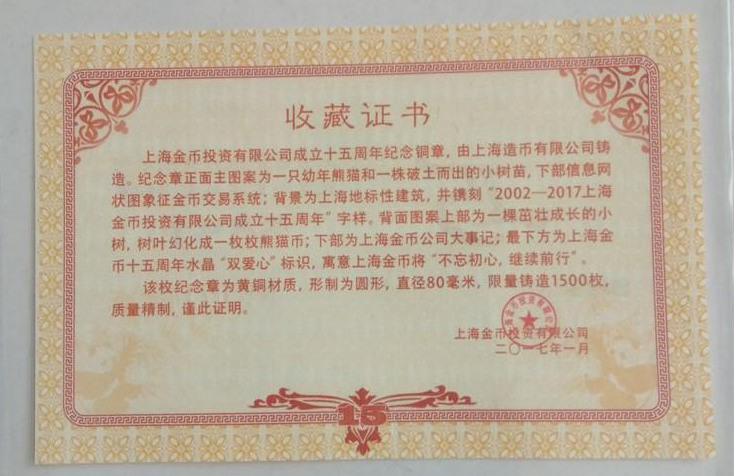 收藏证书
上海金币投资有限公司成立十五周年纪念铜章，由上海造币有限公司铸
造。纪念章正面主图案为一只幼年熊猫和一株破土而出的小树苗，下部信息网
状图象征金币交易系统；背景为上海地标性建筑，并镌刻“2002—2017上海
金币投资有限公司成立十五周年”字样。背面图案上部为一棵茁壮成长的小
树，树叶幻化成一枚枚熊猫币；下部为上海金币公司大事记；最下方为上海金
币十五周年水晶“双爱心”标识，寓意上海金币将“不忘初心，继续前行”。
该枚纪念章为黄铜材质，形制为圆形，直径80毫米，限量铸造1500枚，
质量精制，谨此证明。
上海金币投资有限公司
二〇一七年一月
15